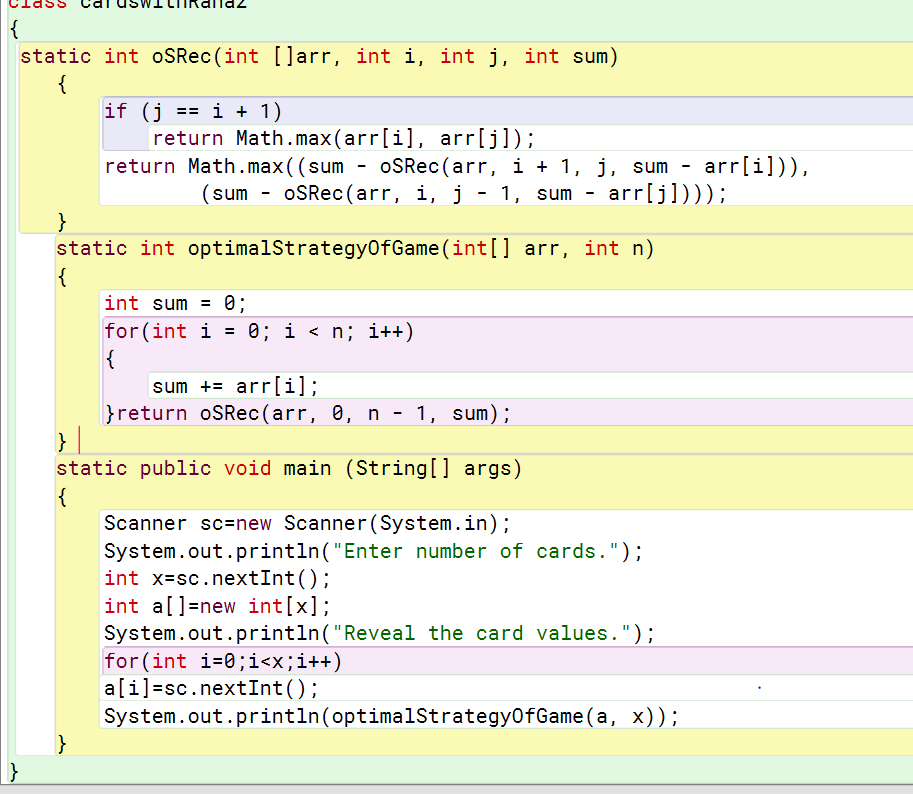 class cardswithRahaz
{
static int oSRec(int []arr, int i, int j, int sum)
{
if (j == i + 1)
return Math.max(arr[i], arr[j]);
return Math.max((sum - oSRec(arr, i + 1, j, sum - arr[i])),
(sum - oSRec(arr, i, j - 1, sum - arr[j])));
}
static int optimalStrategyOfGame(int[] arr, int n)
{
int sum = 0;
for(int i = 0; i < n; i++)
{
sum += arr[i];
}return oSRec(arr, 0, n - 1, sum);
}
static public void main (String[] args)
{
Scanner sc=new Scanner(System.in);
System.out.println("Enter number of cards.");
int x=sc.nextInt();
int a[]=new int[x];
System.out.println("Reveal the card values.");
for(int i=0;i<x;i++)
a[i]=sc.nextInt();
System.out.println(optimalStrategyOfGame(a, x));
}
}